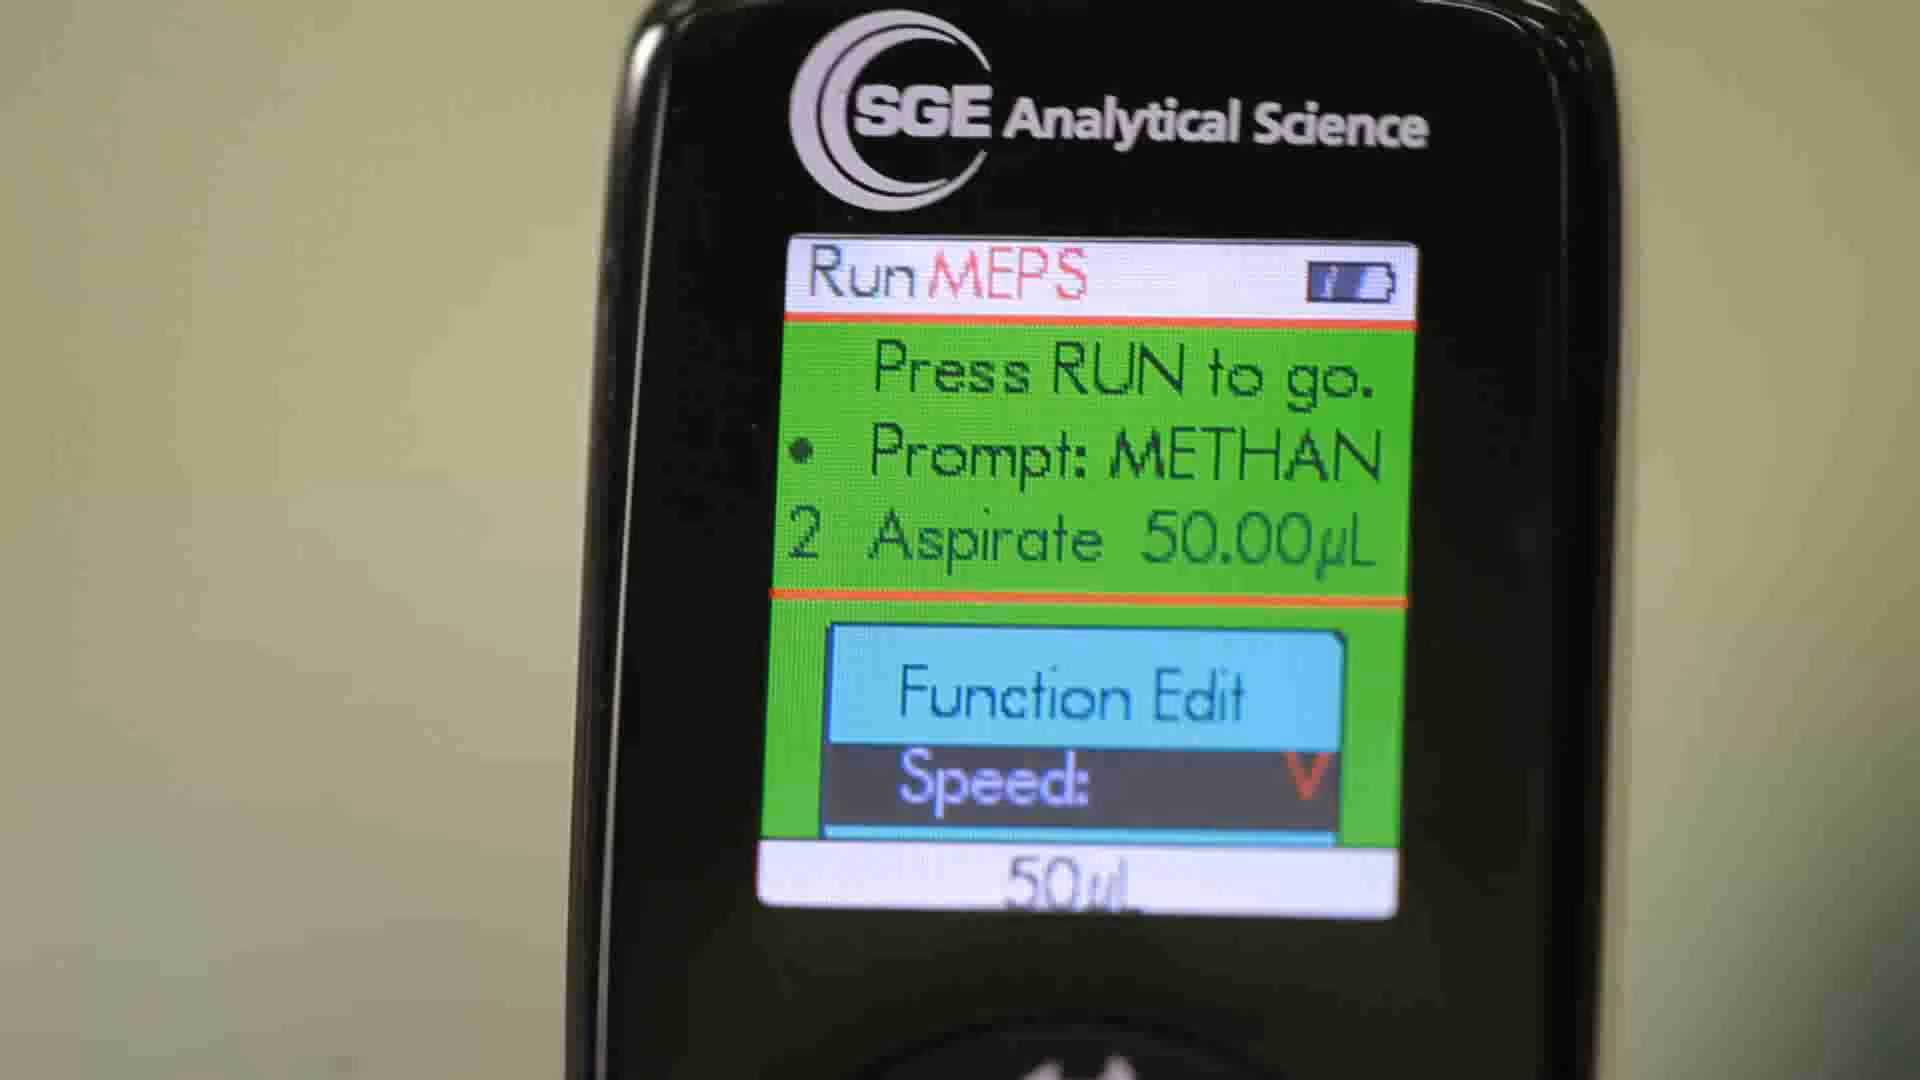 SGE Analytical Science
Run MEPS
Press RUN to go.
• Prompt: METHAN
2 Aspirate 50.00µL
Function Edit
Speed: V
50µL